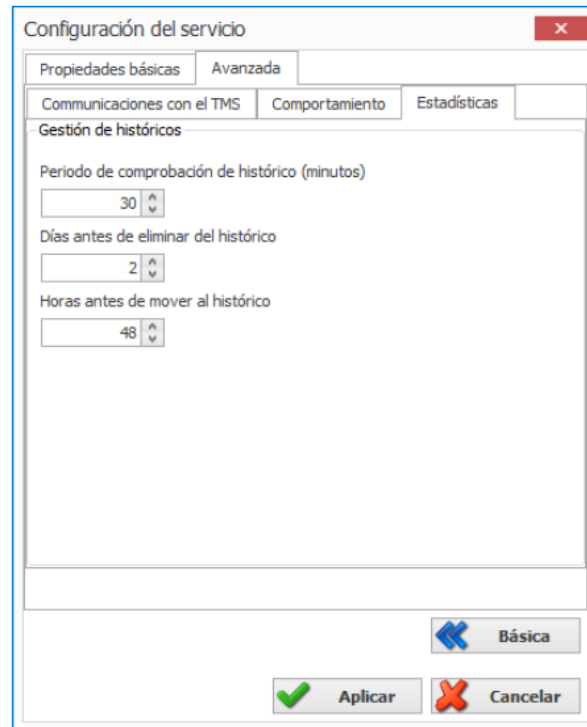 Configuración del servicio
Propiedades básicas Avanzada
Communicaciones con el TMS Comportamiento Estadísticas
Gestión de históricos
Periodo de comprobación de histórico (minutos)
30
Días antes de eliminar del histórico
2
Horas antes de mover al histórico
48
Básica
Aplicar Cancelar